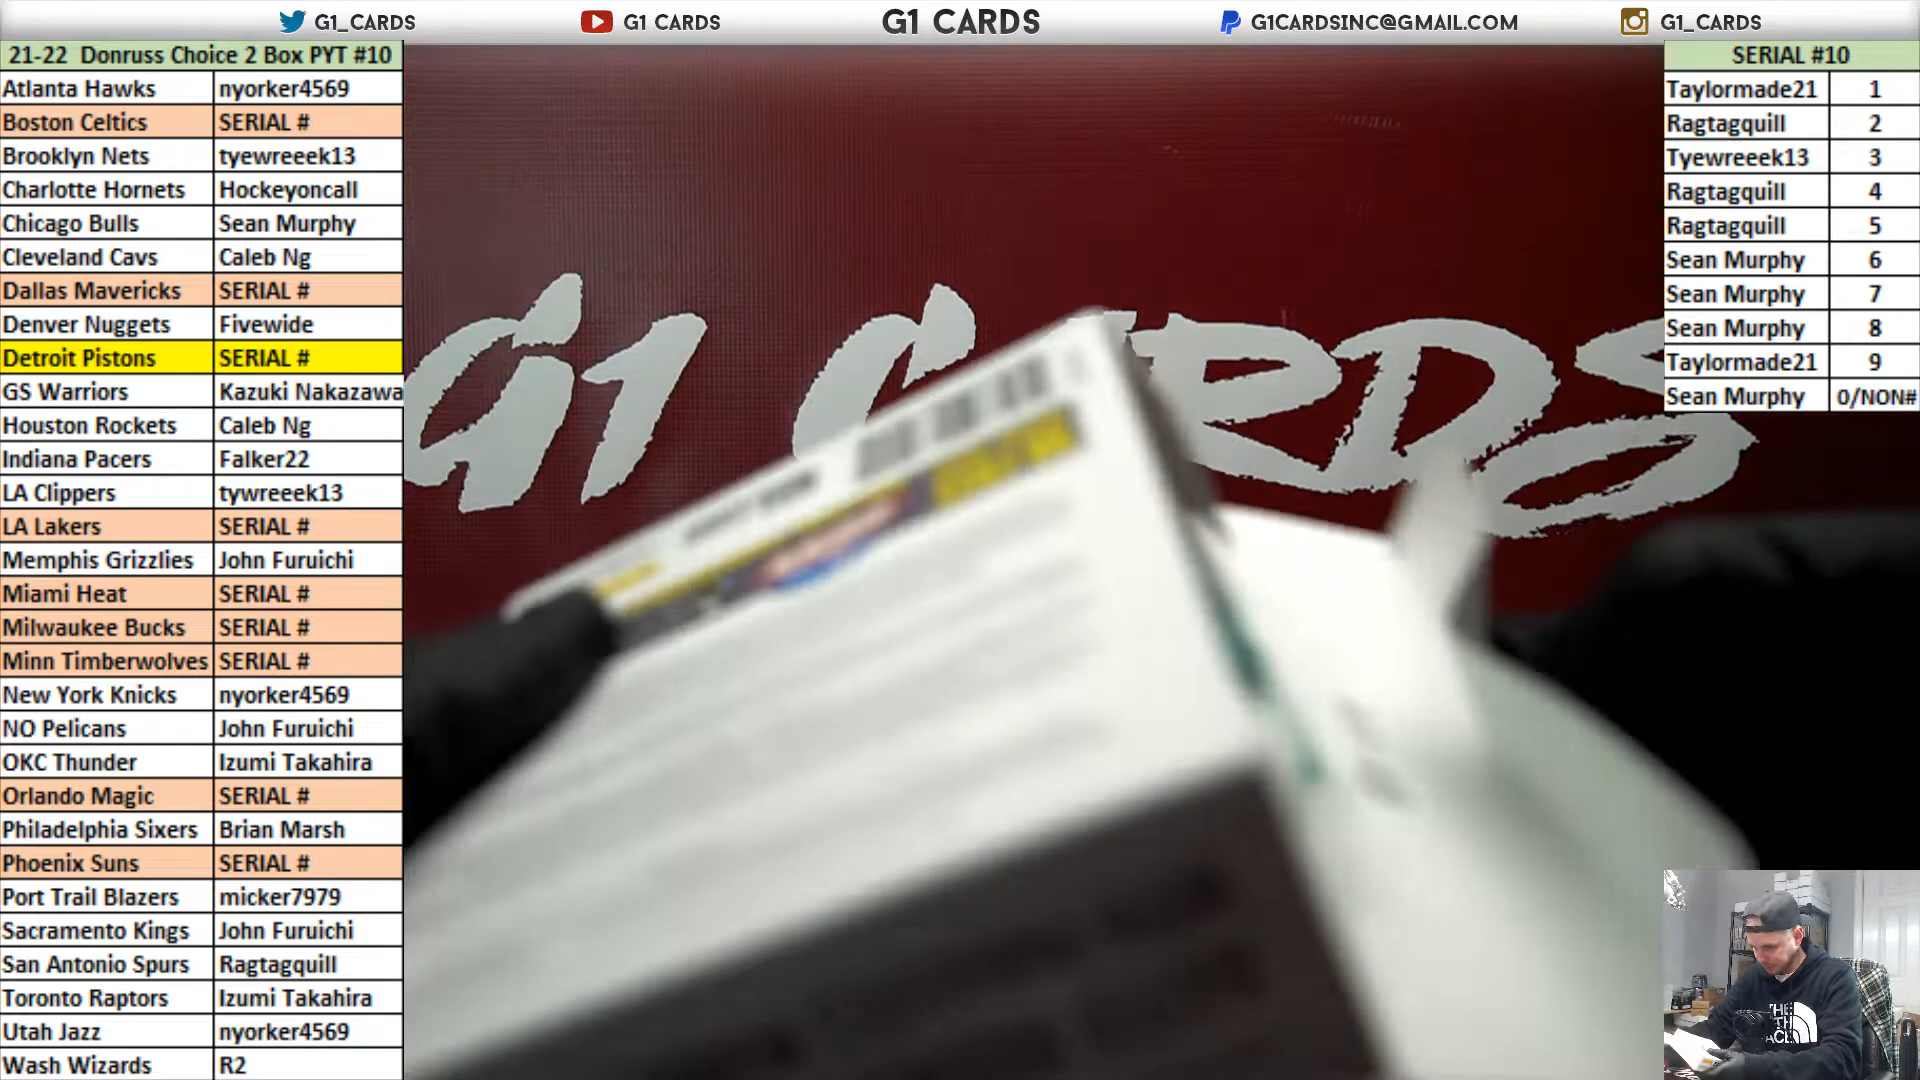 G1_CARDS
G1 CARDS
G1 CARDS
G1CARDSINC@GMAIL.COM
G1_CARDS
21-22 Donruss Choice 2 Box PYT #10
Atlanta Hawks nyorker4569
Boston Celtics SERIAL #
Brooklyn Nets tyewreeek13
Charlotte Hornets Hockeyoncall
Chicago Bulls Sean Murphy
Cleveland Cavs Caleb Ng
Dallas Mavericks SERIAL #
Denver Nuggets Fivewide
Detroit Pistons SERIAL #
GS Warriors Kazuki Nakazawa
Houston Rockets Caleb Ng
Indiana Pacers Falker22
LA Clippers tywreeek13
LA Lakers SERIAL #
Memphis Grizzlies John Furuichi
Miami Heat SERIAL #
Milwaukee Bucks SERIAL #
Minn Timberwolves SERIAL #
New York Knicks nyorker4569
NO Pelicans John Furuichi
OKC Thunder Izumi Takahira
Orlando Magic SERIAL #
Philadelphia Sixers Brian Marsh
Phoenix Suns SERIAL #
Port Trail Blazers micker7979
Sacramento Kings John Furuichi
San Antonio Spurs Ragtagquill
Toronto Raptors Izumi Takahira
Utah Jazz nyorker4569
Wash Wizards R2
G1 CARDS
SERIAL #10
Taylormade21 1
Ragtagquill 2
Tyewreeek13 3
Ragtagquill 4
Ragtagquill 5
Sean Murphy 6
Sean Murphy 7
Sean Murphy 8
Taylormade21 9
Sean Murphy 0/NON#
THE
NORTH
FACE